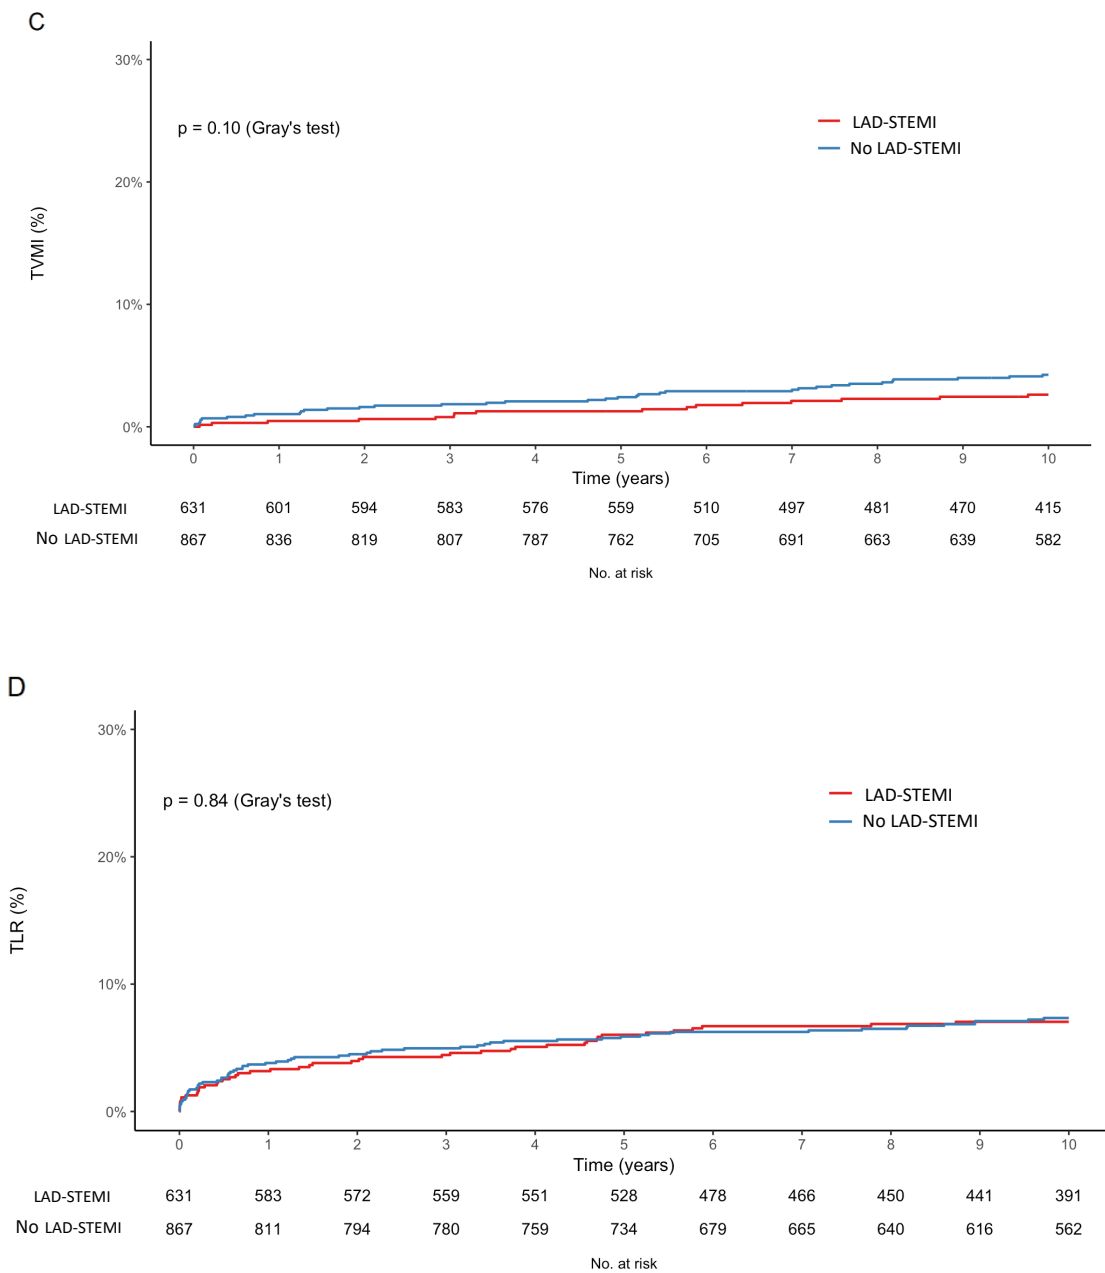 C
30%
p = 0.10 (Gray's test)
LAD-STEMI
No LAD-STEMI
20%
TVMI (%)
10%
0%
0 1 2 3 4 5 6 7 8 9 10
Time (years)
LAD-STEMI 631 601 594 583 576 559 510 497 481 470 415
No LAD-STEMI 867 836 819 807 787 762 705 691 663 639 582
No. at risk
D
30%
p = 0.84 (Gray's test)
LAD-STEMI
No LAD-STEMI
20%
TLR (%)
10%
0%
0 1 2 3 4 5 6 7 8 9 10
Time (years)
LAD-STEMI 631 583 572 559 551 528 478 466 450 441 391
No LAD-STEMI 867 811 794 780 759 734 679 665 640 616 562
No. at risk